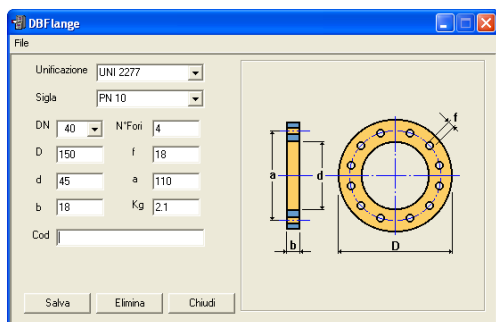 DBFlange
File
Unificazione UNI 2277
Sigla PN 10
DN 40 N°Fori 4
D 150 f 18
d 45 a 110
b 18 Kg 2.1
Cod
Salva Elimina Chiudi
f
a d
b D